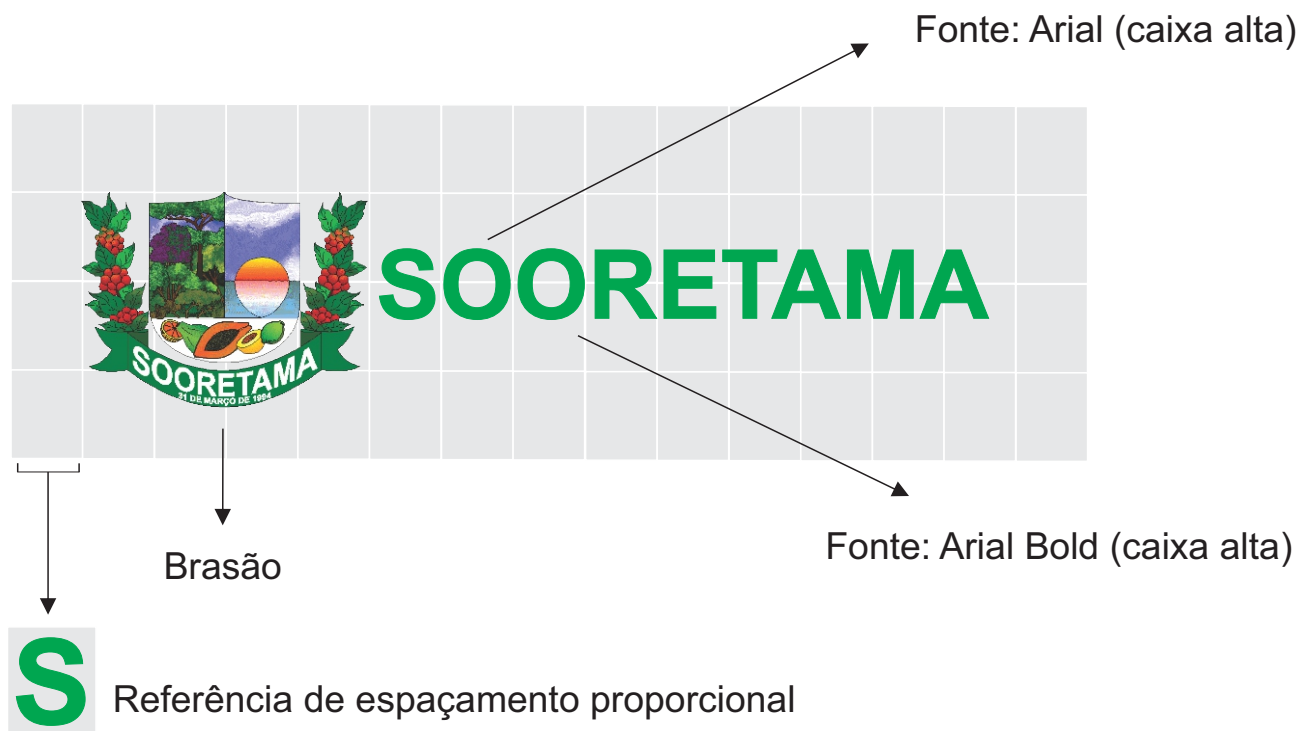 Fonte: Arial (caixa alta)
SOORETAMA
SOORETAMA
31 DE MARÇO DE 1994
Fonte: Arial Bold (caixa alta)
Brasão
S
Referência de espaçamento proporcional